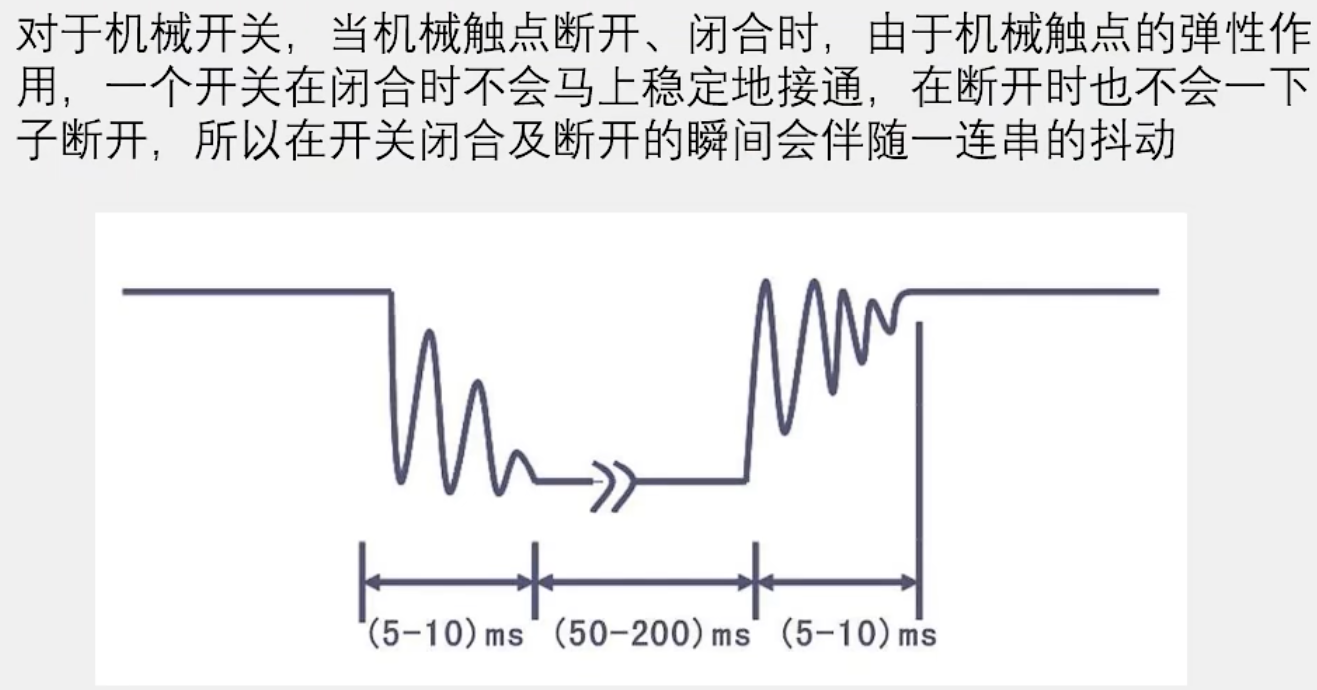 对于机械开关，当机械触点断开、闭合时，由于机械触点的弹性作
用，一个开关在闭合时不会马上稳定地接通，在断开时也不会一下
子断开，所以在开关闭合及断开的瞬间会伴随一连串的抖动
(5-10)ms (50-200)ms (5-10)ms